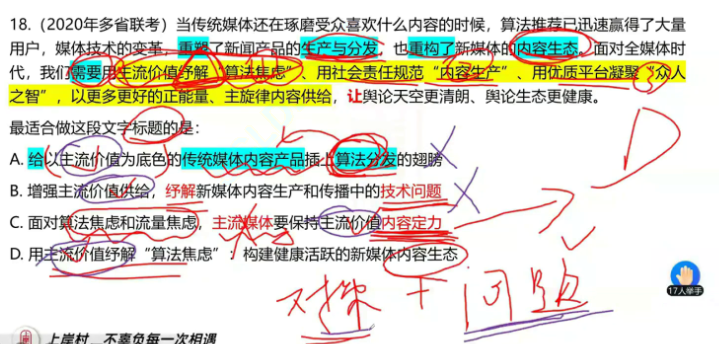 18.（2020年多省联考）当传统媒体还在琢磨受众喜欢什么内容的时候，算法推荐已迅速赢得了大量
用户，媒体技术的变革，重塑了新闻产品的生产与分发，也重构了新媒体的内容生态。面对全媒体时
代，我们需要用主流价值纾解“算法焦虑”、用社会责任规范“内容生产”、用优质平台凝聚“众人
之智”，以更多更好的正能量、主旋律内容供给，让舆论天空更清朗、舆论生态更健康。
最适合做这段文字标题的是：
A. 给以主流价值为底色的传统媒体内容产品插上算法分发的翅膀
B. 增强主流价值供给，纾解新媒体内容生产和传播中的技术问题
C. 面对算法焦虑和流量焦虑，主流媒体要保持主流价值内容定力
D. 用主流价值纾解“算法焦虑”：构建健康活跃的新媒体内容生态
D
对策 + 问题
17人举手
上岸村 不辜负每一次相遇